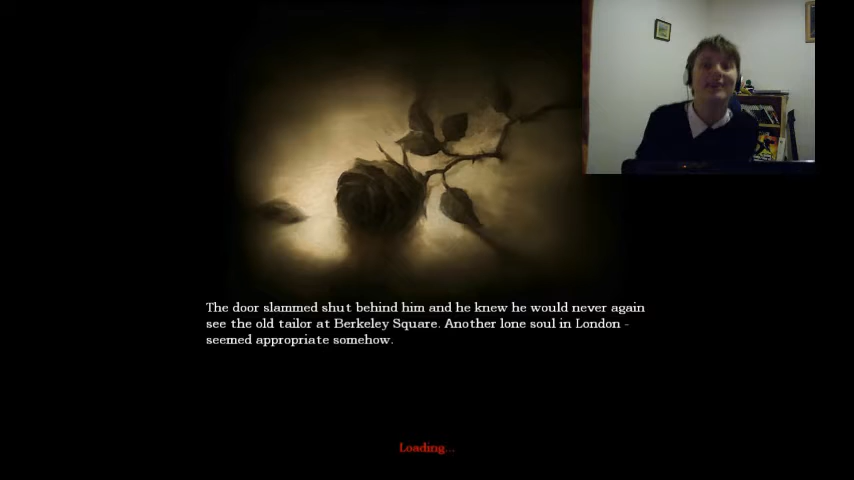 The door slammed shut behind him and he knew he would never again
see the old tailor at Berkeley Square. Another lone soul in London -
seemed appropriate somehow.
Loading...